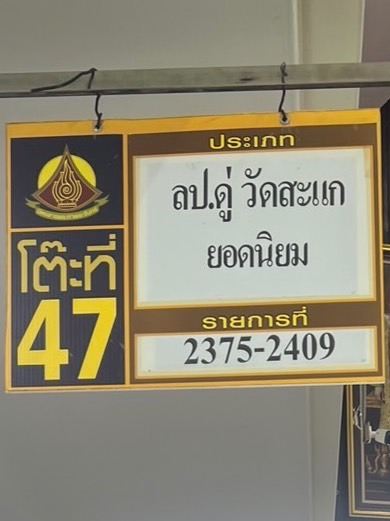 ประเภท
ลป.ดู่ วัดสะแก
ยอดนิยม
โต๊ะที่
47
รายการที่
2375-2409